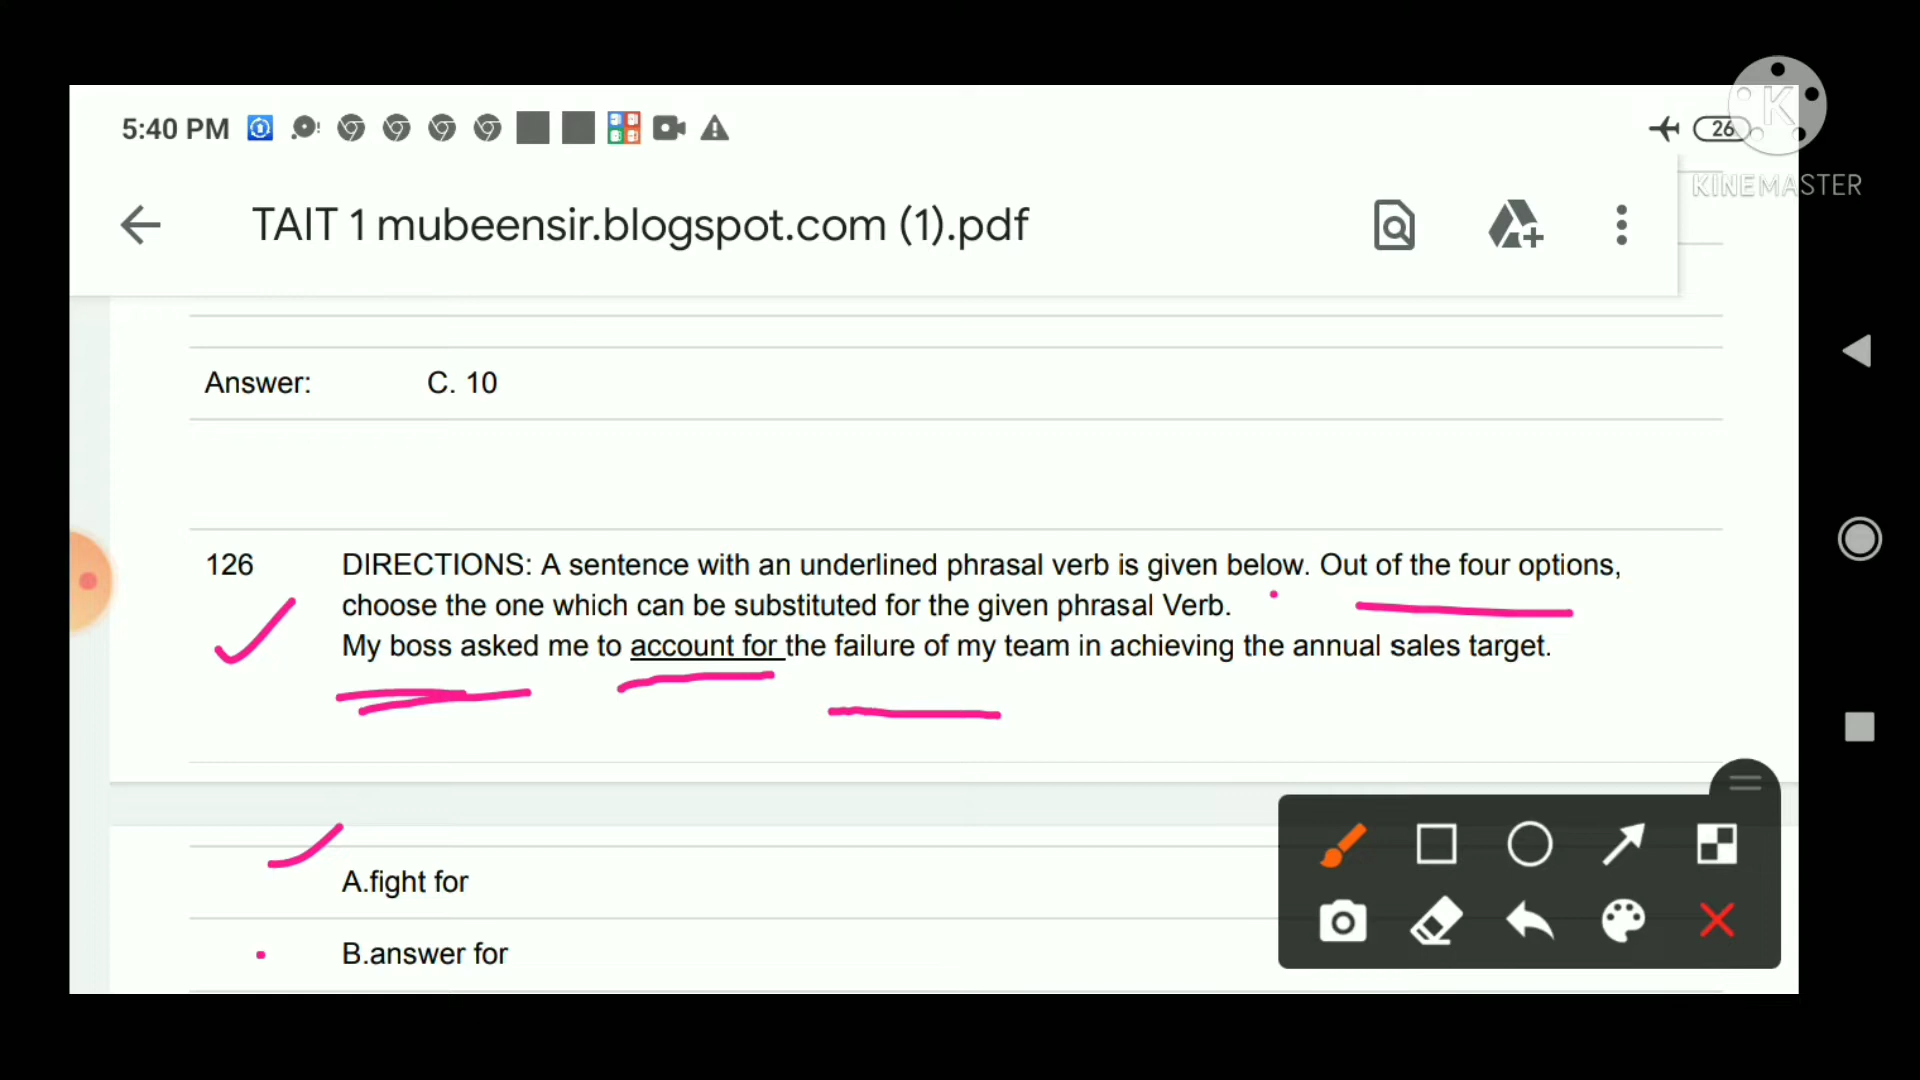 5:40 PM
26
KINEMASTER
TAIT 1 mubeensir.blogspot.com (1).pdf
Answer: C. 10
126 DIRECTIONS: A sentence with an underlined phrasal verb is given below. Out of the four options,
choose the one which can be substituted for the given phrasal Verb.
My boss asked me to account for the failure of my team in achieving the annual sales target.
A.fight for
B.answer for